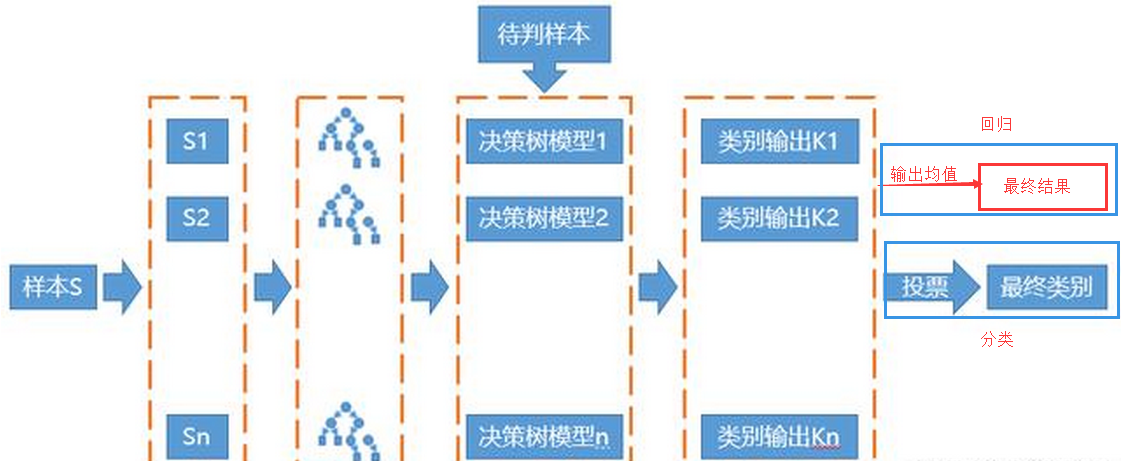 待判样本
S1
决策树模型1
类别输出K1
回归
输出均值
最终结果
S2
决策树模型2
类别输出K2
样本S
投票
最终类别
分类
Sn
决策树模型n
类别输出Kn